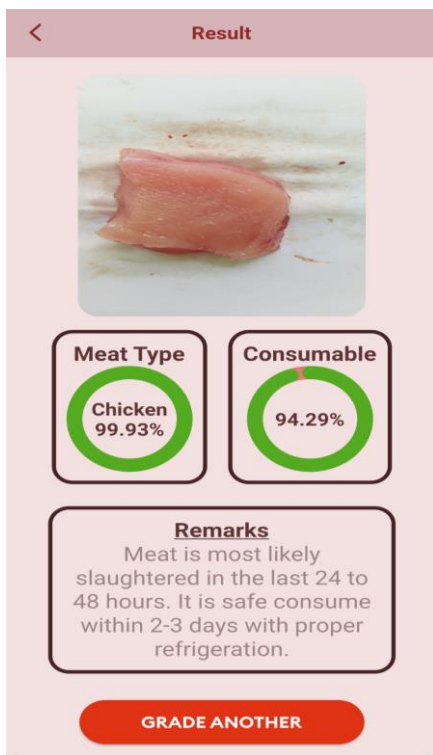 Result
Meat Type
Chicken
99.93%
Consumable
94.29%
Remarks
Meat is most likely
slaughtered in the last 24 to
48 hours. It is safe consume
within 2-3 days with proper
refrigeration.
GRADE ANOTHER